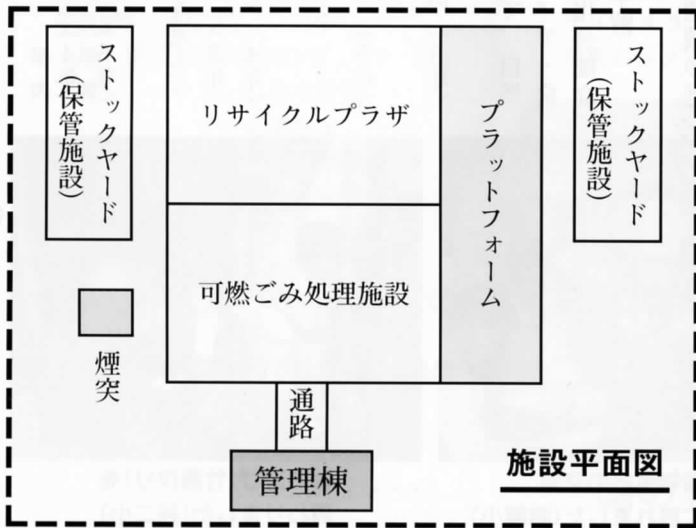 ストックヤード
（保管施設）
リサイクルプラザ
プラットフォーム
ストックヤード
（保管施設）
可燃ごみ処理施設
煙突
通路
管理棟
施設平面図